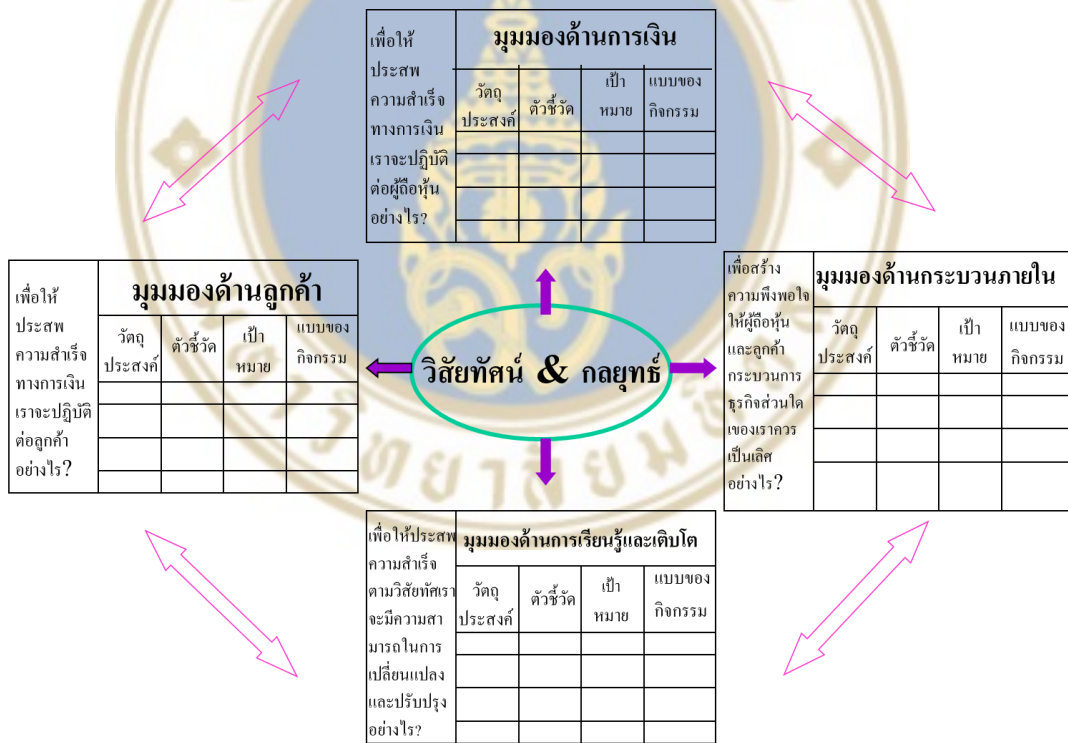 เพื่อให้
ประสพ
ความสำเร็จ
ทางการเงิน
เราจะปฏิบัติ
ต่อผู้ถือหุ้น
อย่างไร?
มุมมองด้านการเงิน
วัตถุ
ประสงค์
ตัวชี้วัด
เป้า
หมาย
แบบของ
กิจกรรม
เพื่อให้
ประสพ
ความสำเร็จ
ทางการเงิน
เราจะปฏิบัติ
ต่อลูกค้า
อย่างไร?
มุมมองด้านลูกค้า
วัตถุ
ประสงค์
ตัวชี้วัด
เป้า
หมาย
แบบของ
กิจกรรม
วิสัยทัศน์ & กลยุทธ์
เพื่อสร้าง
ความพึงพอใจ
ให้ผู้ถือหุ้น
และลูกค้า
กระบวนการ
ธุรกิจส่วนใด
เของเราควร
เป็นเลิศ
อย่างไร?
มุมมองด้านกระบวนภายใน
วัตถุ
ประสงค์
ตัวชี้วัด
เป้า
หมาย
แบบของ
กิจกรรม
เพื่อให้ประสพ
ความสำเร็จ
ตามวิสัยทัศเรา
จะมีความสา
มารถในการ
เปลี่ยนแปลง
และปรับปรุง
อย่างไร?
มุมมองด้านการเรียนรู้และเติบโต
วัตถุ
ประสงค์
ตัวชี้วัด
เป้า
หมาย
แบบของ
กิจกรรม